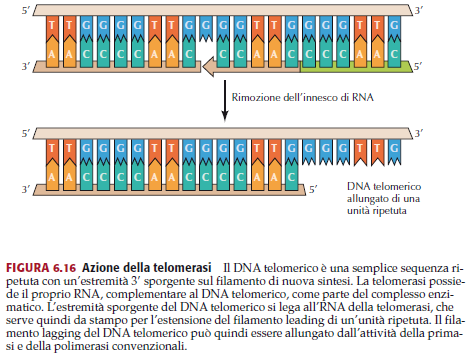 5′ 3′
T T G G G G T T G G G G T T G G G G T T G
A A C C C C A A C C C A A C C C C A A C
3′ 5′
Rimozione dell'innesco di RNA
5′ 3′
T T G G G G T T G G G G T T G G G G T T G
A A C C C C A A C C C C A A C
3′ 5′
DNA telomerico
allungato di una
unità ripetuta
FIGURA 6.16 Azione della telomerasi Il DNA telomerico è una semplice sequenza ri-
petuta con un'estremità 3′ sporgente sul filamento di nuova sintesi. La telomerasi possie-
de il proprio RNA, complementare al DNA telomerico, come parte del complesso enzi-
matico. L'estremità sporgente del DNA telomerico si lega all'RNA della telomerasi, che
serve quindi da stampo per l'estensione del filamento leading di un'unità ripetuta. Il fila-
mento lagging del DNA telomerico può quindi essere allungato dall'attività della prima-
si e della polimerasi convenzionali.